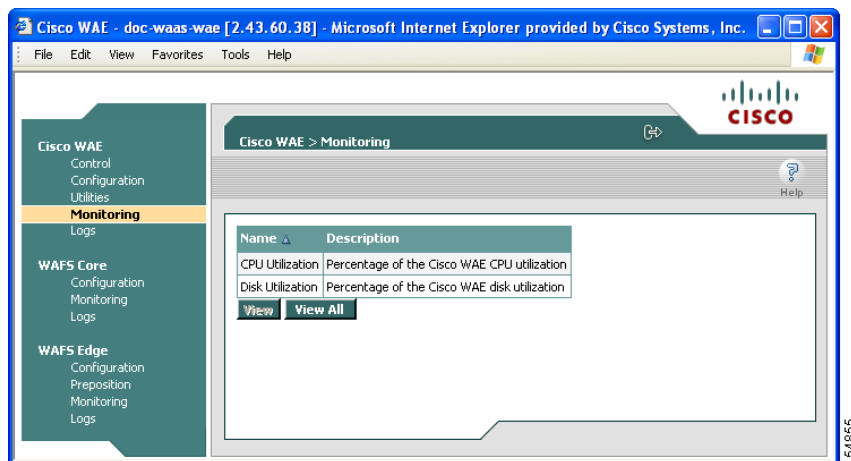 Cisco WAE - doc-waas-wae [2.43.60.38] - Microsoft Internet Explorer provided by Cisco Systems, Inc.
File Edit View Favorites Tools Help
CISCO
Cisco WAE
Control
Configuration
Utilities
Monitoring
Logs
WAFS Core
Configuration
Monitoring
Logs
WAFS Edge
Configuration
Preposition
Monitoring
Logs
Cisco WAE > Monitoring
Help
Name Description
CPU Utilization Percentage of the Cisco WAE CPU utilization
Disk Utilization Percentage of the Cisco WAE disk utilization
View View All